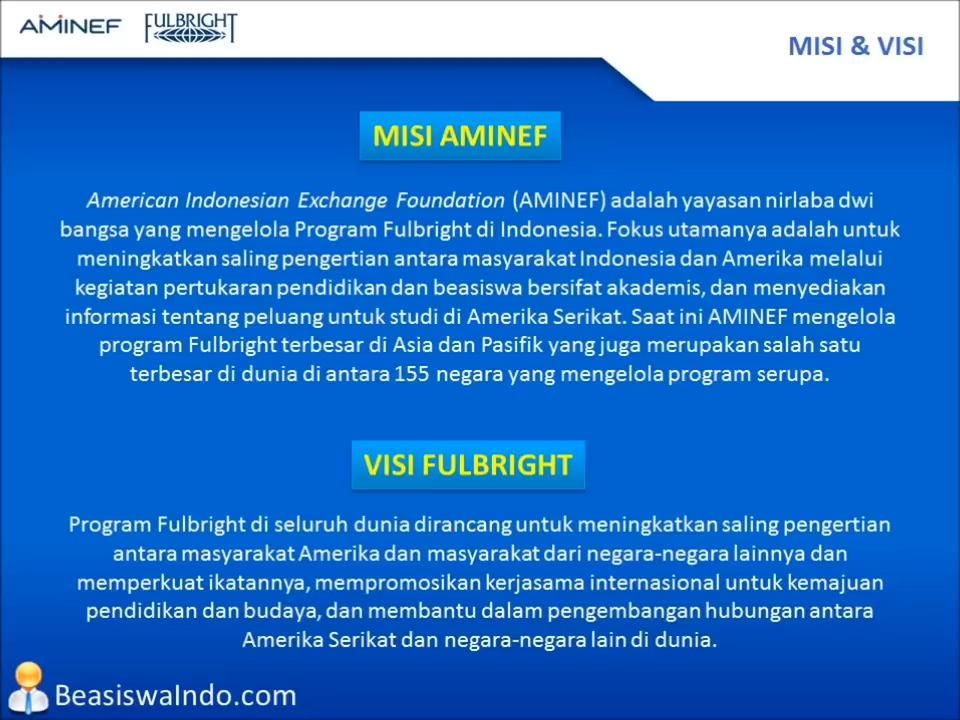 AMINEF
FULBRIGHT
MISI & VISI
MISI AMINEF
American Indonesian Exchange Foundation (AMINEF) adalah yayasan nirlaba dwi
bangsa yang mengelola Program Fulbright di Indonesia. Fokus utamanya adalah untuk
meningkatkan saling pengertian antara masyarakat Indonesia dan Amerika melalui
kegiatan pertukaran pendidikan dan beasiswa bersifat akademis, dan menyediakan
informasi tentang peluang untuk studi di Amerika Serikat. Saat ini AMINEF mengelola
program Fulbright terbesar di Asia dan Pasifik yang juga merupakan salah satu
terbesar di dunia di antara 155 negara yang mengelola program serupa.
VISI FULBRIGHT
Program Fulbright di seluruh dunia dirancang untuk meningkatkan saling pengertian
antara masyarakat Amerika dan masyarakat dari negara-negara lainnya dan
memperkuat ikatannya, mempromosikan kerjasama internasional untuk kemajuan
pendidikan dan budaya, dan membantu dalam pengembangan hubungan antara
Amerika Serikat dan negara-negara lain di dunia.
BeasiswaIndo.com